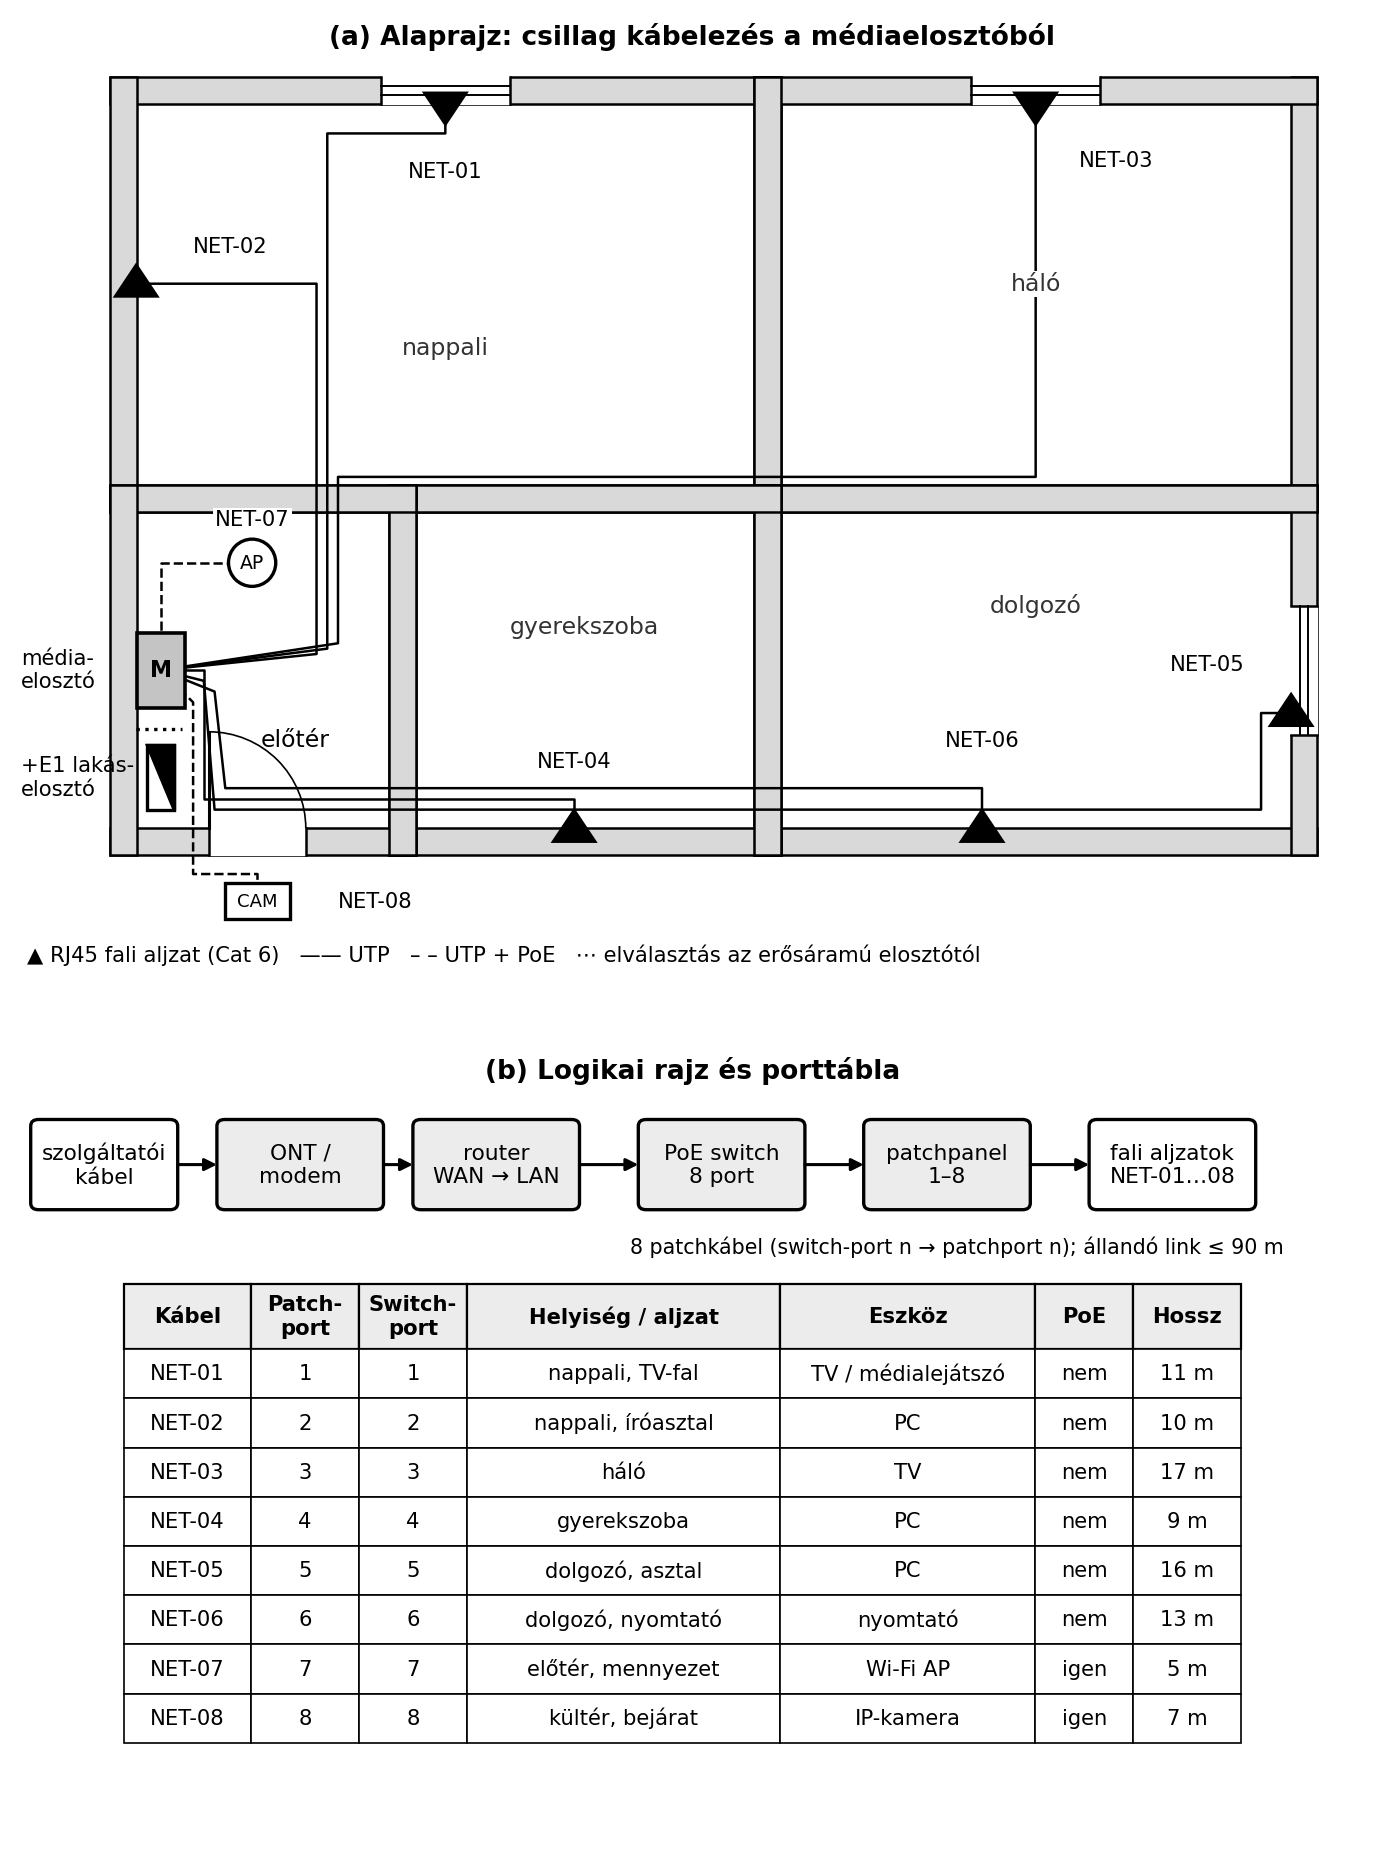 (a) Alaprajz: csillag kábelezés a médiaelosztóból
NET-01
NET-03
NET-02
háló
nappali
NET-07
AP
dolgozó
gyerekszoba
média-
elosztó
M
NET-05
előtér
NET-06
NET-04
+E1 lakás-
elosztó
CAM
NET-08
▲ RJ45 fali aljzat (Cat 6) —— UTP – – UTP + PoE ··· elválasztás az erősáramú elosztótól
(b) Logikai rajz és porttábla
szolgáltatói
kábel
ONT /
modem
router
WAN → LAN
PoE switch
8 port
patchpanel
1–8
fali aljzatok
NET-01…08
8 patchkábel (switch-port n → patchport n); állandó link ≤ 90 m
Kábel Patch-port Switch-port Helyiség / aljzat Eszköz PoE Hossz
NET-01 1 1 nappali, TV-fal TV / médialejátszó nem 11 m
NET-02 2 2 nappali, íróasztal PC nem 10 m
NET-03 3 3 háló TV nem 17 m
NET-04 4 4 gyerekszoba PC nem 9 m
NET-05 5 5 dolgozó, asztal PC nem 16 m
NET-06 6 6 dolgozó, nyomtató nyomtató nem 13 m
NET-07 7 7 előtér, mennyezet Wi-Fi AP igen 5 m
NET-08 8 8 kültér, bejárat IP-kamera igen 7 m